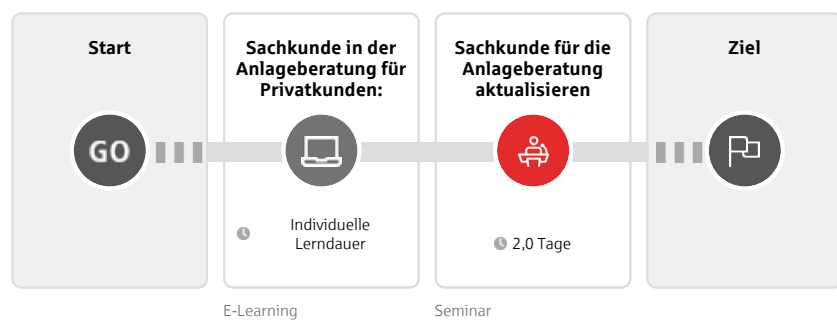 Start
GO
Sachkunde in der
Anlageberatung für
Privatkunden:
Individuelle
Lerndauer
E-Learning
Sachkunde für die
Anlageberatung
aktualisieren
2,0 Tage
Seminar
Ziel